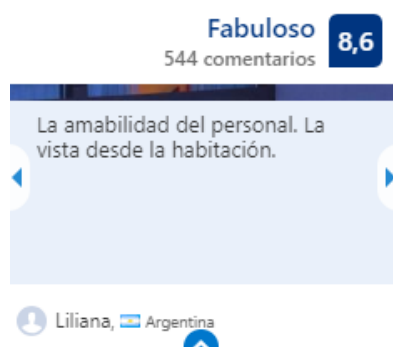 Fabuloso
8,6
544 comentarios
La amabilidad del personal. La
vista desde la habitación.
Liliana, Argentina